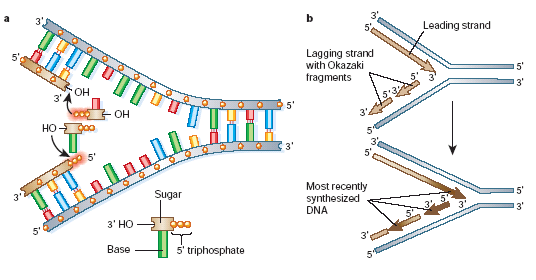 a
3'
5'
OH
3'
OH
HO
5'
5'
3'
3'
5'
Sugar
3' HO
Base
5' triphosphate
b
3'
5'
Leading strand
Lagging strand
with Okazaki
fragments
5'
3'
5'
3'
5'
3'
3'
5'
3'
5'
Most recently
synthesized
DNA
3'
5'
3'
5'
3'
5'
5'
3'